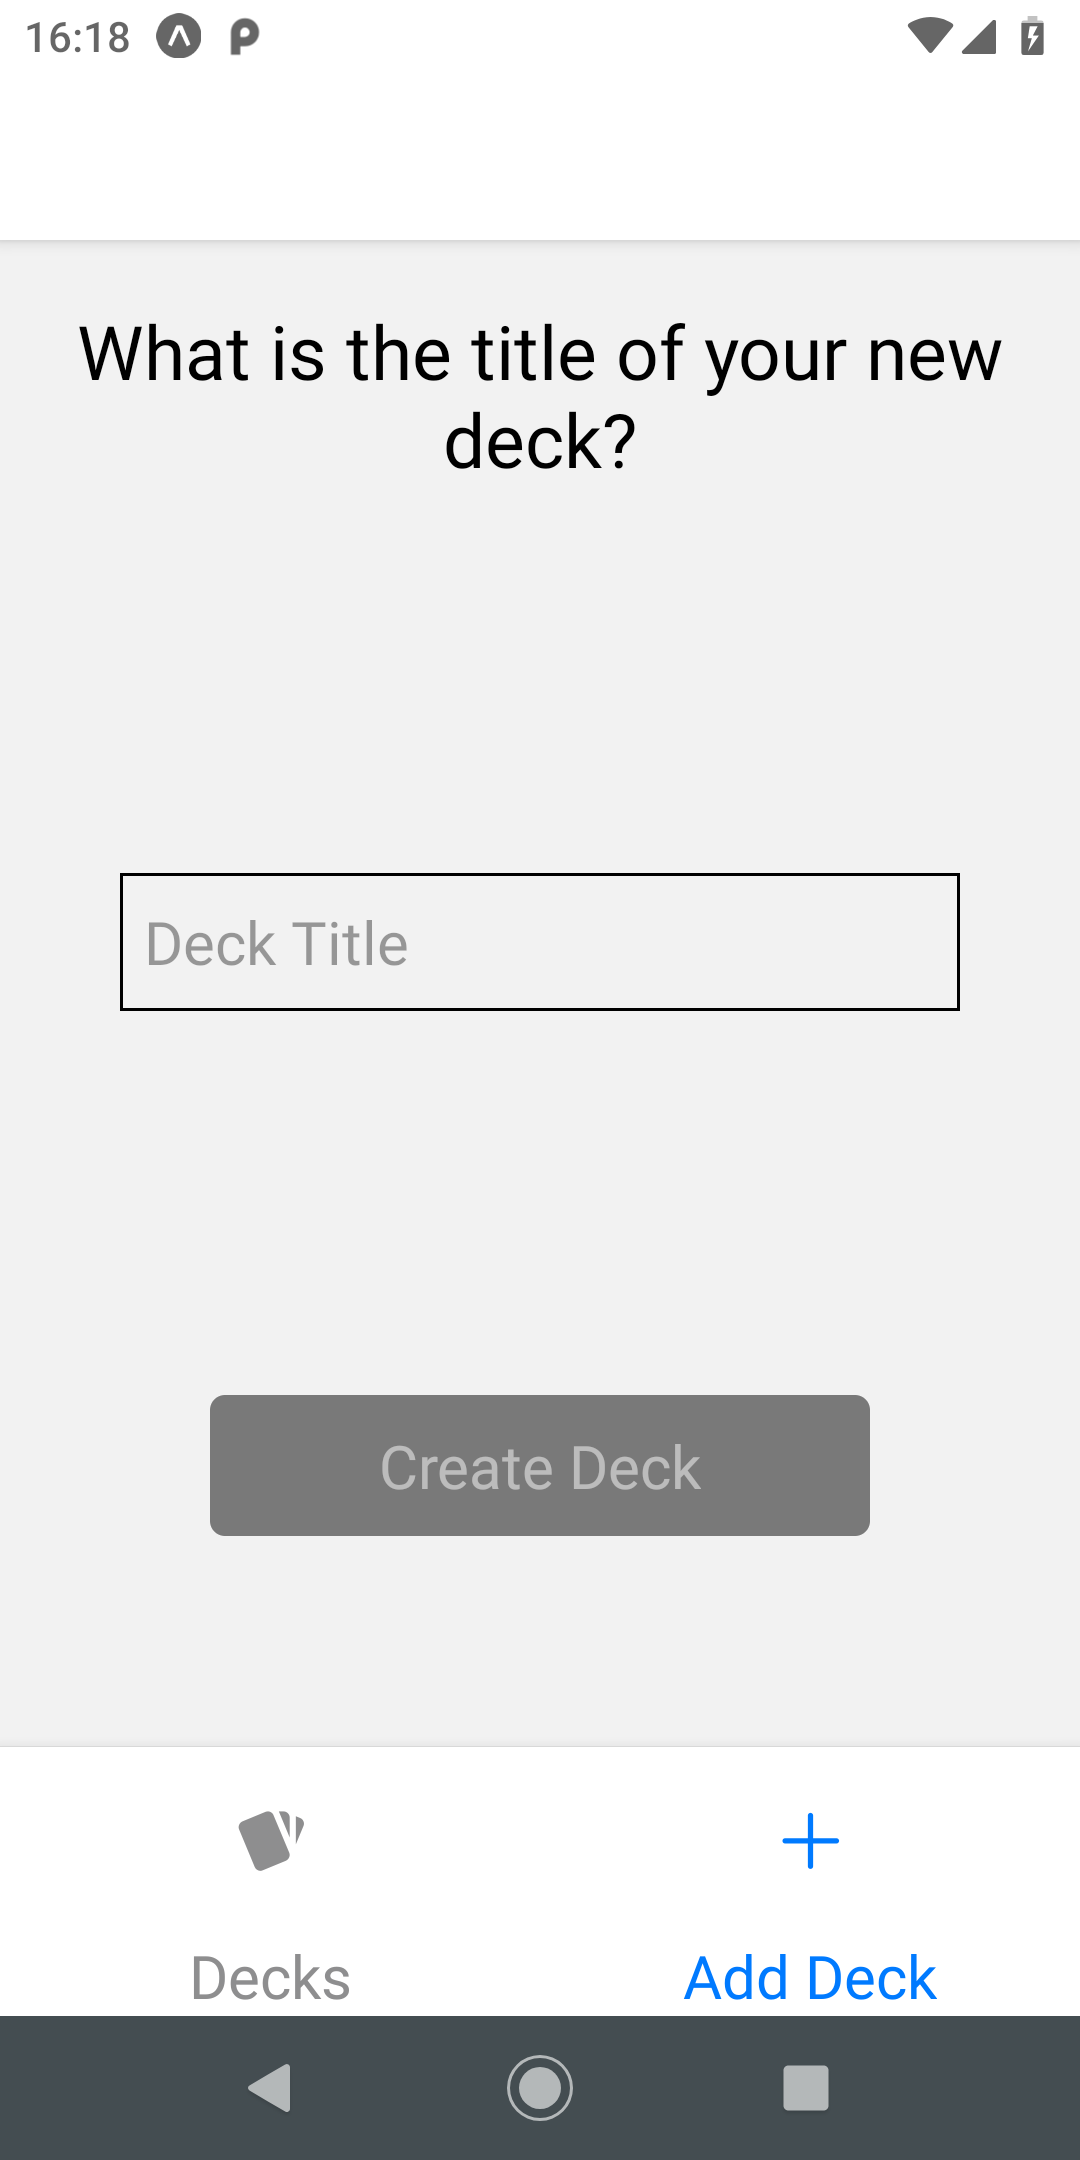 16:18
What is the title of your new
deck?
Deck Title
Create Deck
Decks
Add Deck